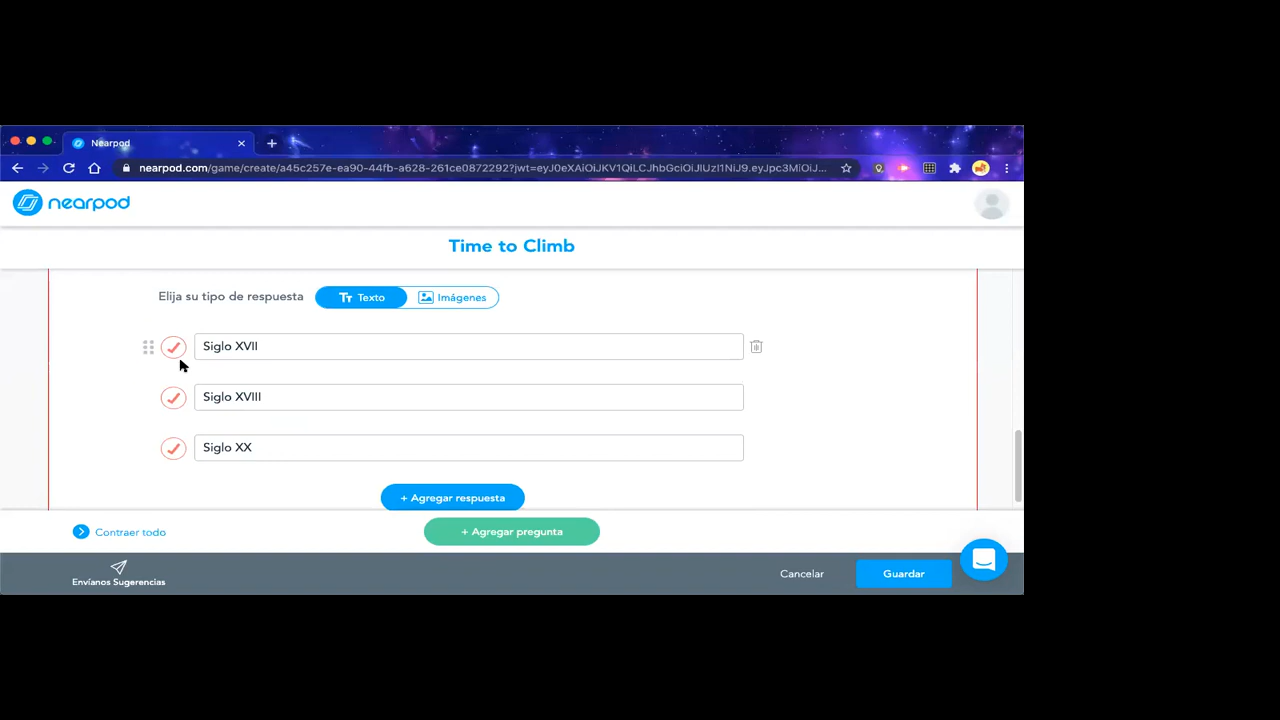 Nearpod
nearpod.com/game/create/a45c257e-ea90-44fb-a628-261ce0872292?jwt=eyJ0eXAiOiJKV1QiLCJhbGciOiJIUzI1NiJ9.eyJpc3MiOiJ...
nearpod
Time to Climb
Elija su tipo de respuesta
Tт Texto
Imágenes
Siglo XVII
Siglo XVIII
Siglo XX
+ Agregar respuesta
Contraer todo
+ Agregar pregunta
Envíanos Sugerencias
Cancelar
Guardar